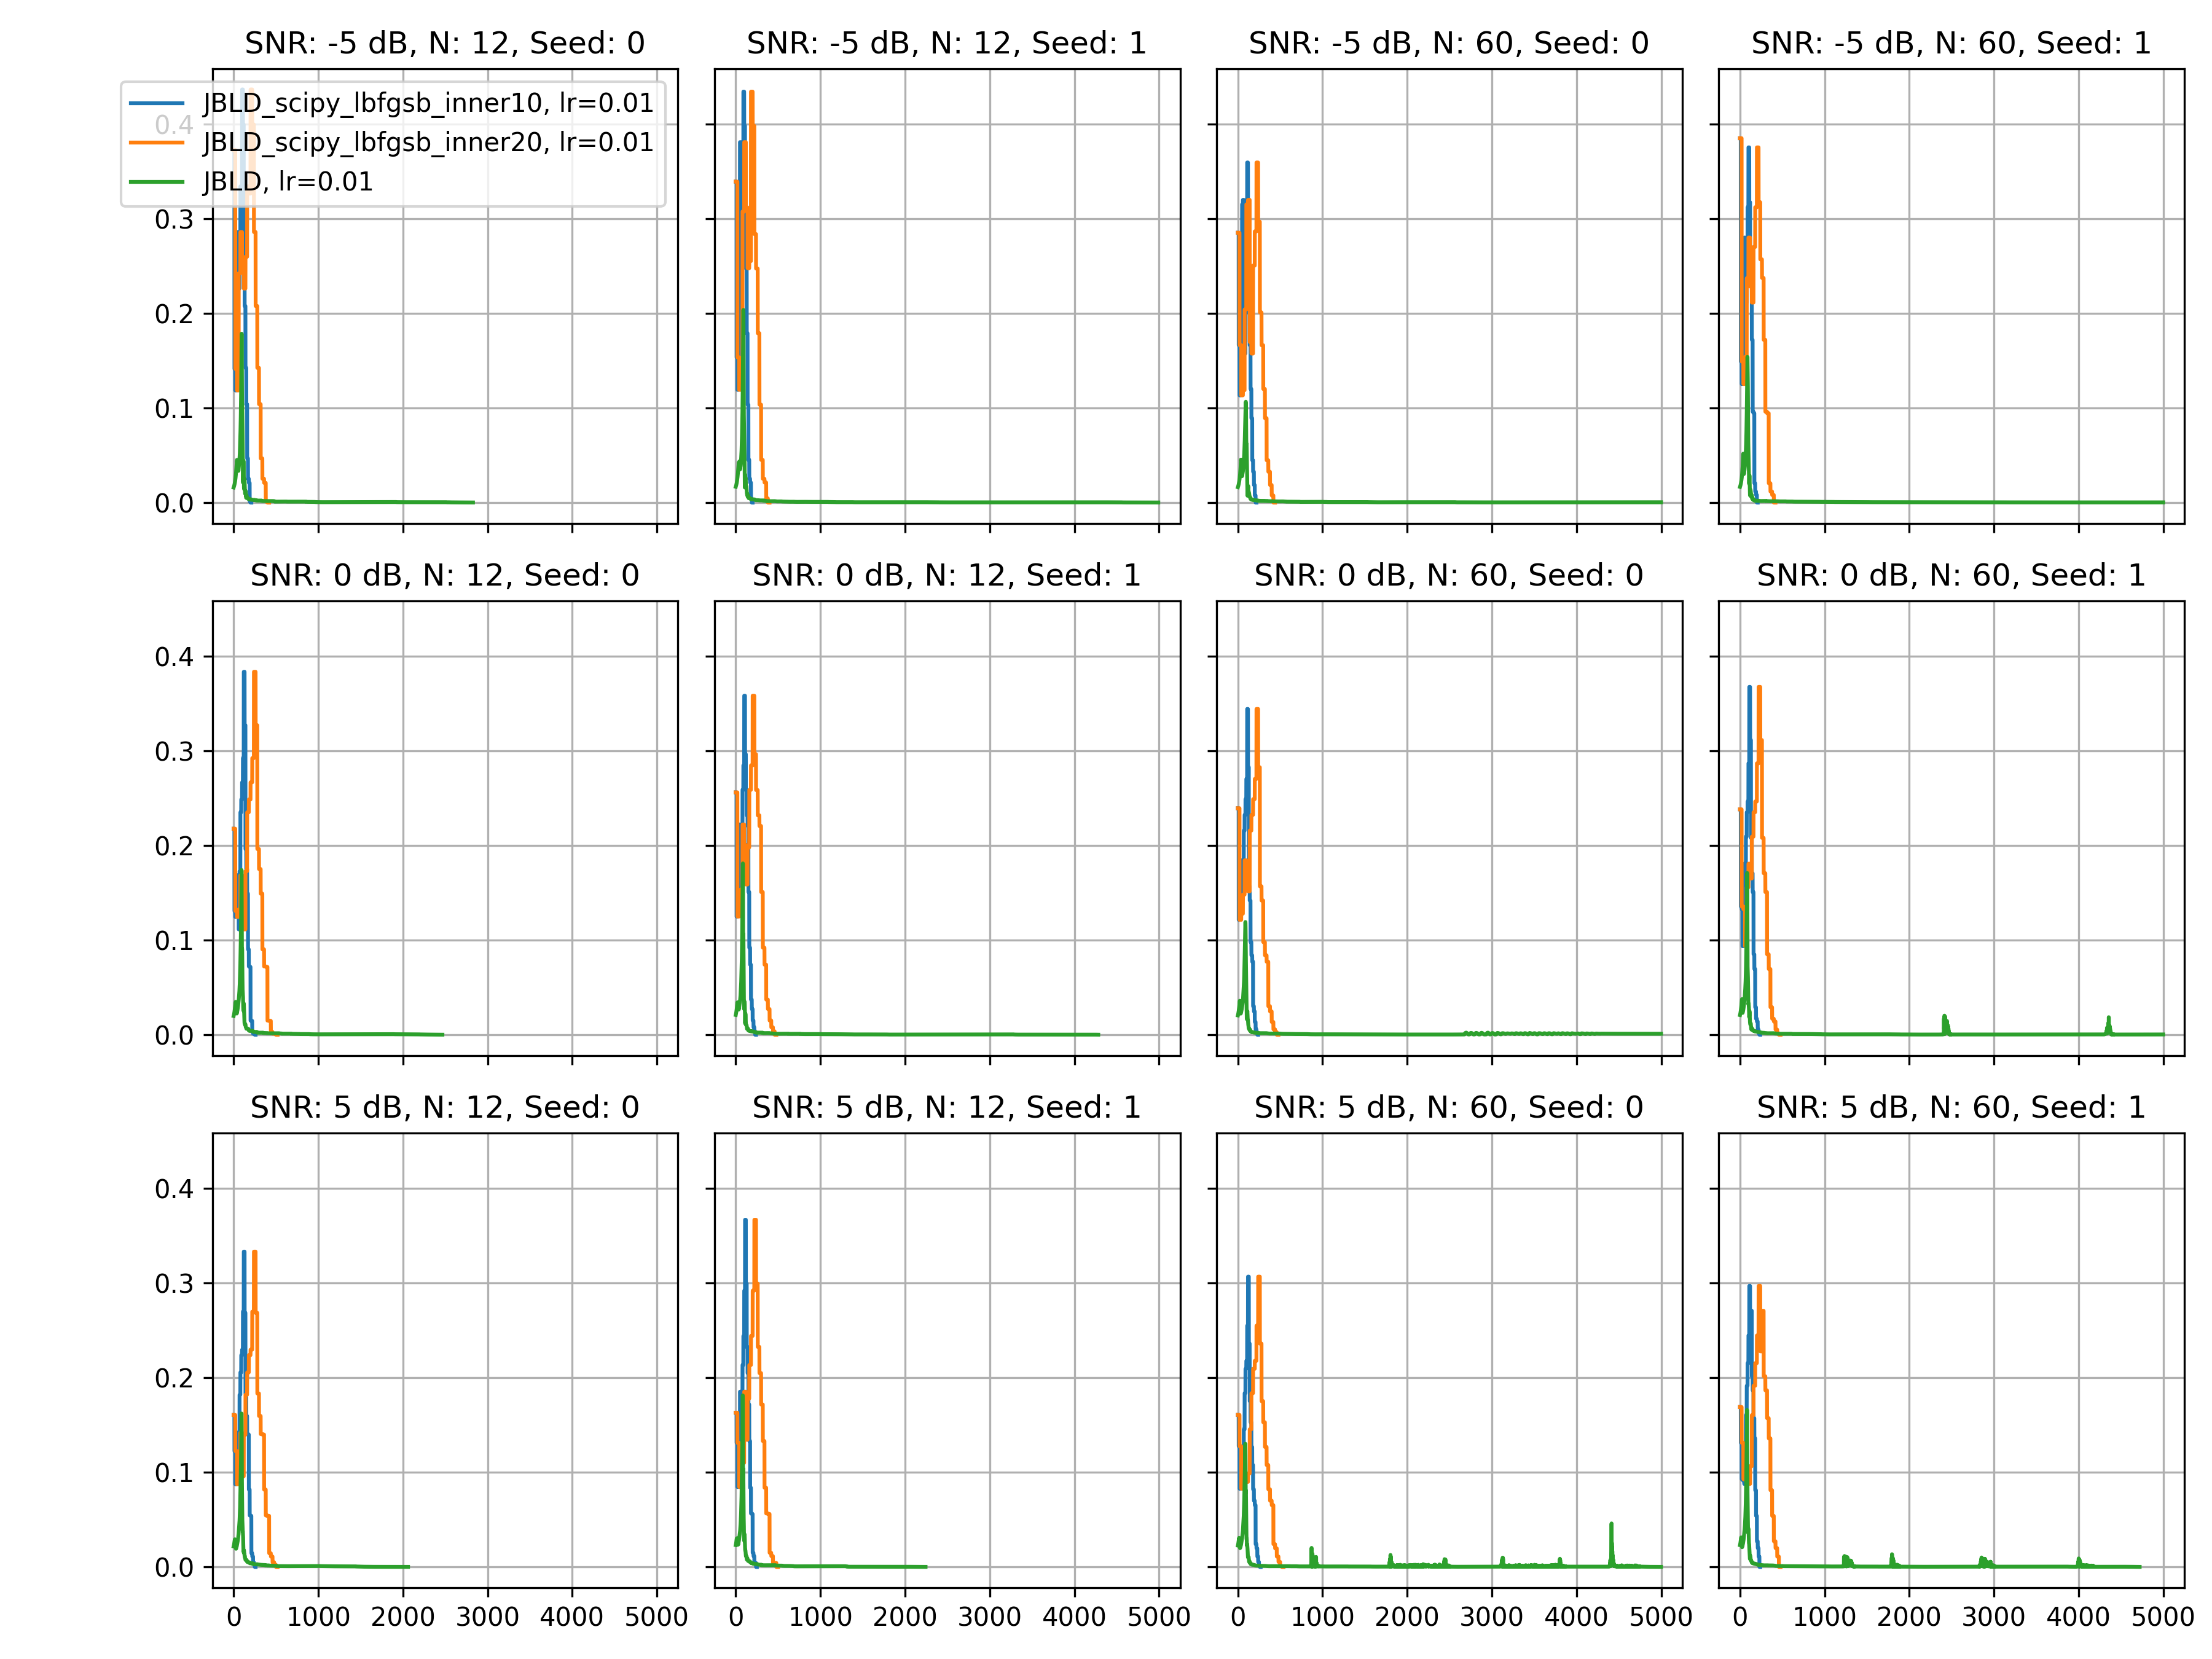 SNR: -5 dB, N: 12, Seed: 0
SNR: -5 dB, N: 12, Seed: 1
SNR: -5 dB, N: 60, Seed: 0
SNR: -5 dB, N: 60, Seed: 1
JBLD_scipy_lbfgsb_inner10, lr=0.01
JBLD_scipy_lbfgsb_inner20, lr=0.01
JBLD, lr=0.01
0.4
0.3
0.2
0.1
0.0
SNR: 0 dB, N: 12, Seed: 0
SNR: 0 dB, N: 12, Seed: 1
SNR: 0 dB, N: 60, Seed: 0
SNR: 0 dB, N: 60, Seed: 1
0.4
0.3
0.2
0.1
0.0
SNR: 5 dB, N: 12, Seed: 0
SNR: 5 dB, N: 12, Seed: 1
SNR: 5 dB, N: 60, Seed: 0
SNR: 5 dB, N: 60, Seed: 1
0.4
0.3
0.2
0.1
0.0
0 1000 2000 3000 4000 5000
0 1000 2000 3000 4000 5000
0 1000 2000 3000 4000 5000
0 1000 2000 3000 4000 5000